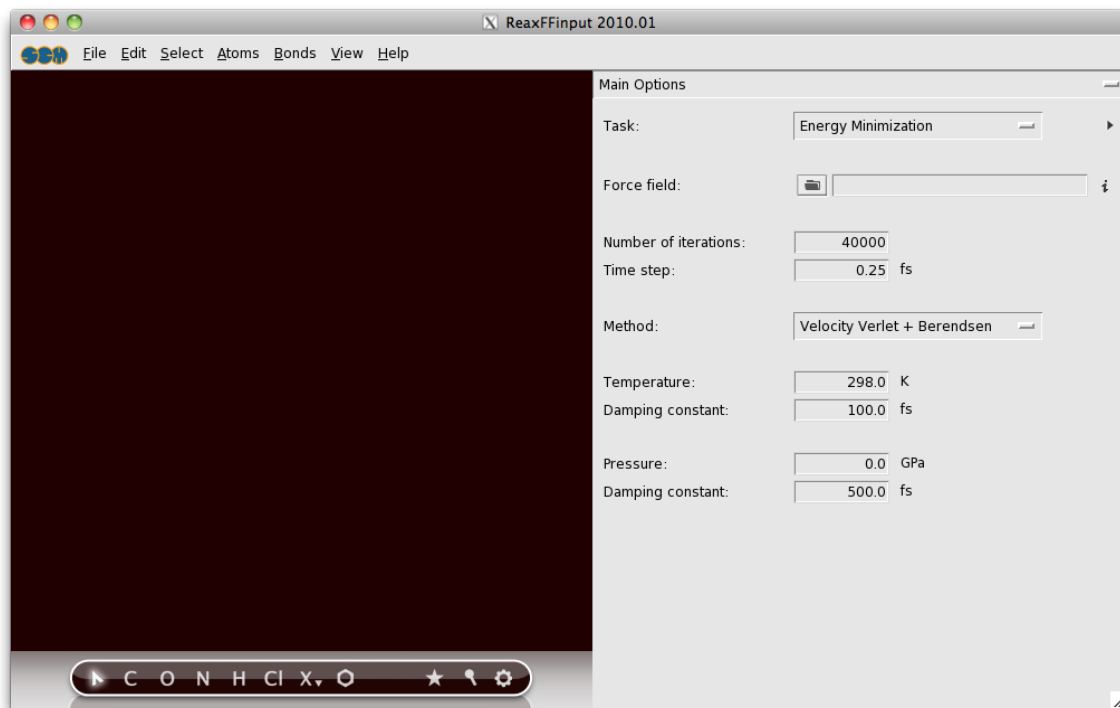 X ReaxFFinput 2010.01
SCM File Edit Select Atoms Bonds View Help
Main Options
Task: Energy Minimization
Force field: i
Number of iterations: 40000
Time step: 0.25 fs
Method: Velocity Verlet + Berendsen
Temperature: 298.0 K
Damping constant: 100.0 fs
Pressure: 0.0 GPa
Damping constant: 500.0 fs
C O N H Cl X